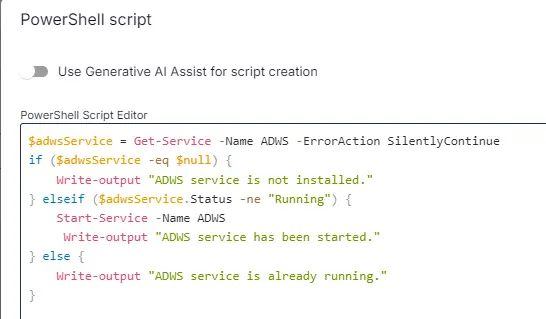 PowerShell script
Use Generative AI Assist for script creation
PowerShell Script Editor
$adwsService = Get-Service -Name ADWS -ErrorAction SilentlyContinue
if ($adwsService -eq $null) {
    Write-output "ADWS service is not installed."
} elseif ($adwsService.Status -ne "Running") {
    Start-Service -Name ADWS
     Write-output "ADWS service has been started."
} else {
    Write-output "ADWS service is already running."
}